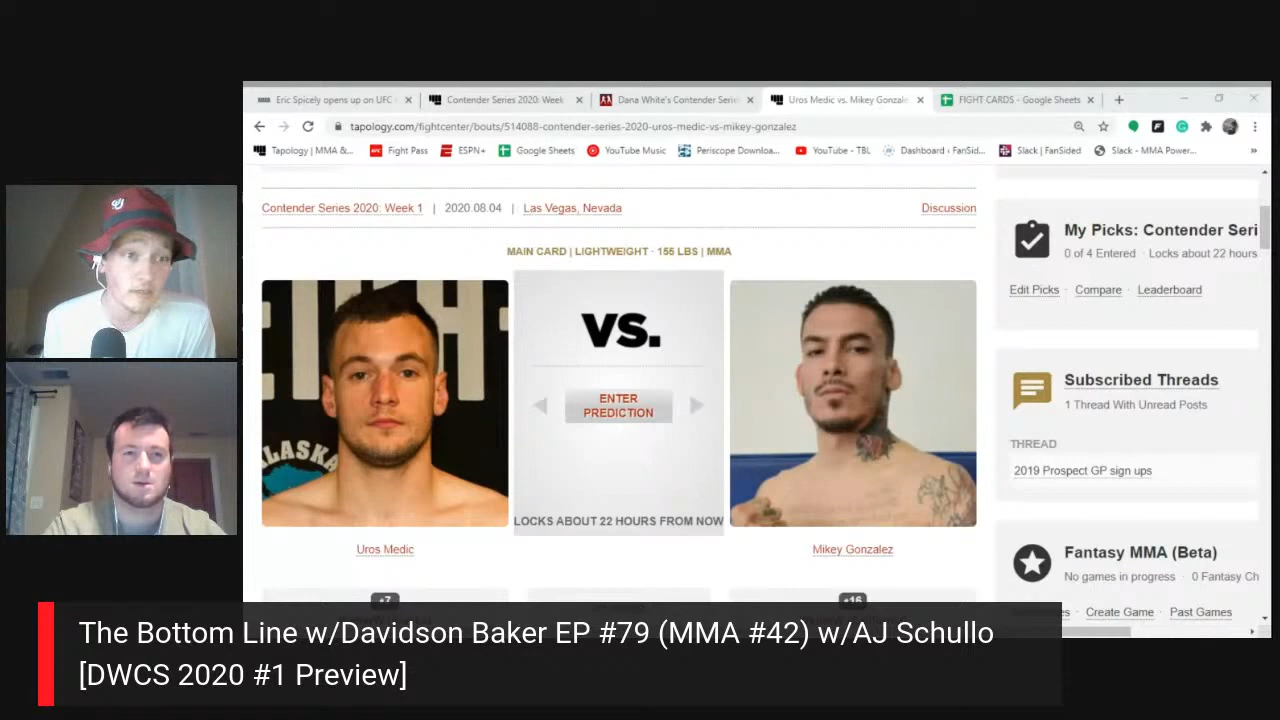 Eric Spicely opens up on UFC
Contender Series 2020: Week
Dana White's Contender Serie
Uros Medic vs. Mikey Gonzale
FIGHT CARDS - Google Sheets
tapology.com/fightcenter/bouts/514088-contender-series-2020-uros-medic-vs-mikey-gonzalez
Tapology | MMA &... Fight Pass ESPN+ Google Sheets YouTube Music Periscope Downloa... YouTube - TBL Dashboard ‹ FanSid... Slack | FanSided Slack - MMA Power... »
Contender Series 2020: Week 1 | 2020.08.04 | Las Vegas, Nevada
Discussion
MAIN CARD | LIGHTWEIGHT · 155 LBS | MMA
VS.
ENTER
PREDICTION
LOCKS ABOUT 22 HOURS FROM NOW
ALASKA
Uros Medic
Mikey Gonzalez
+7
+16
My Picks: Contender Seri
0 of 4 Entered · Locks about 22 hours
Edit Picks · Compare · Leaderboard
Subscribed Threads
1 Thread With Unread Posts
THREAD
2019 Prospect GP sign ups
Fantasy MMA (Beta)
No games in progress · 0 Fantasy Ch
Create Game · Past Games
The Bottom Line w/Davidson Baker EP #79 (MMA #42) w/AJ Schullo
[DWCS 2020 #1 Preview]